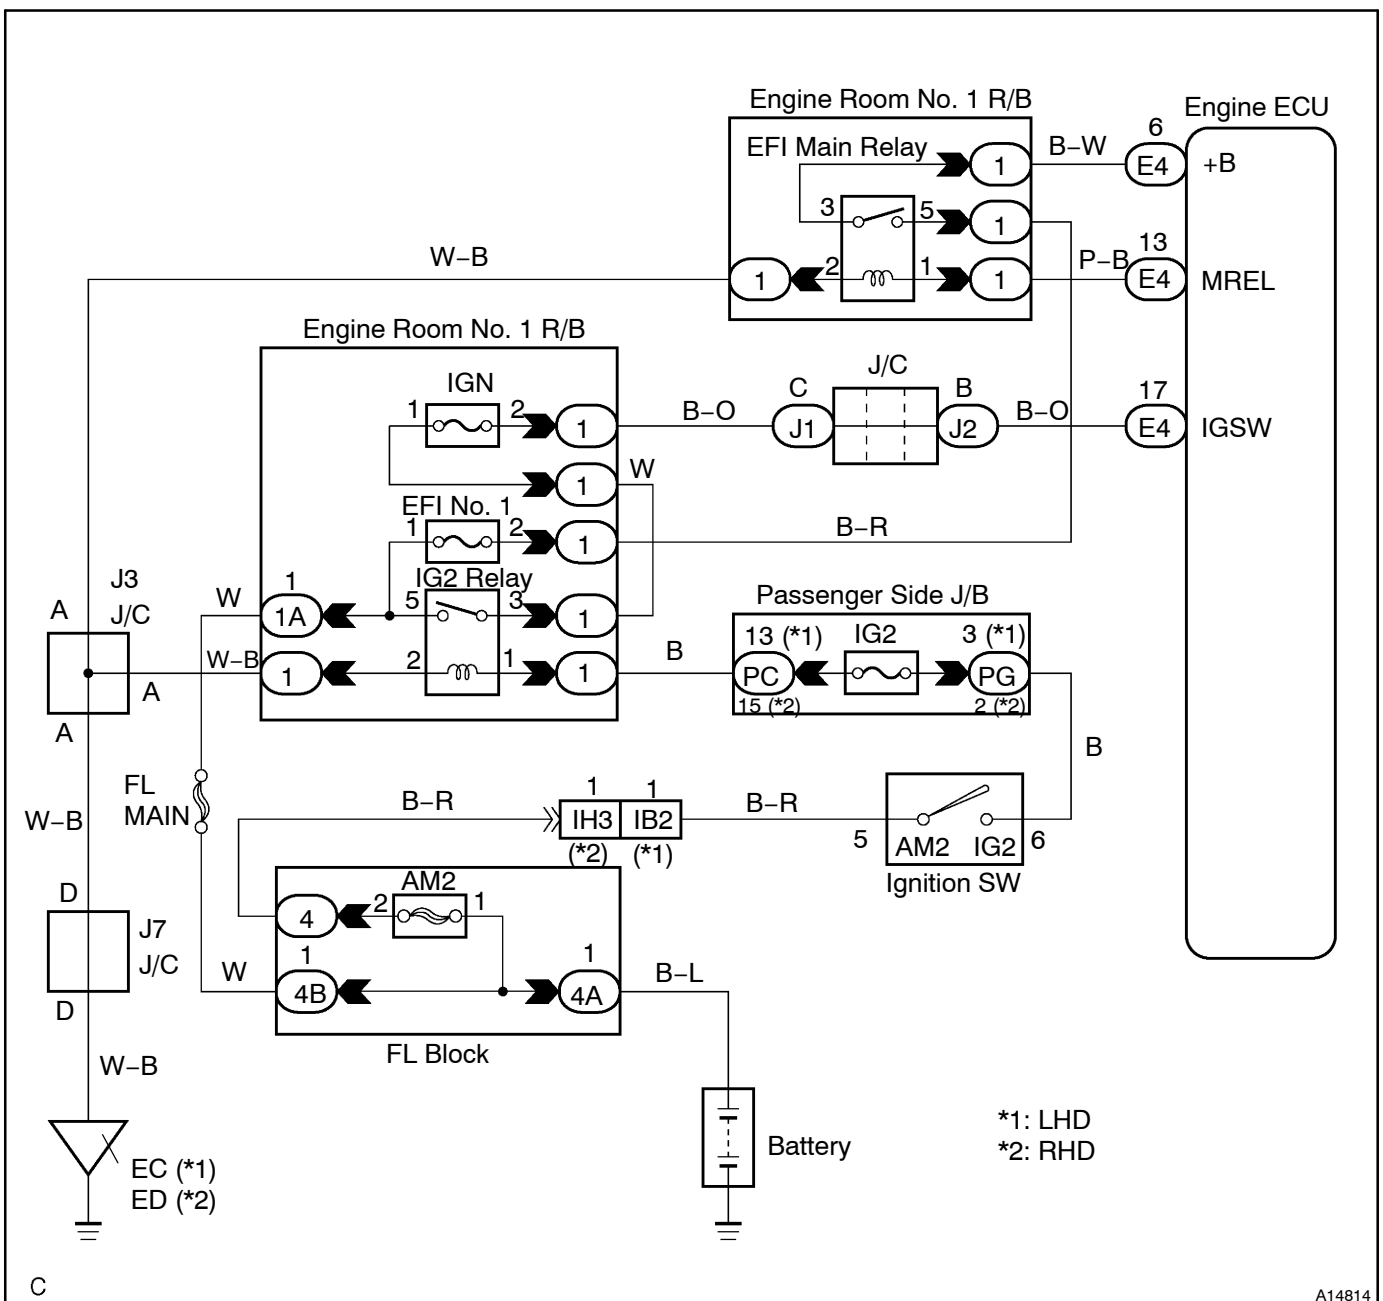 Engine Room No. 1 R/B
Engine ECU
EFI Main Relay
1
B–W
6
E4
+B
3
5
1
W–B
1
2
1
1
P–B
13
E4
MREL
Engine Room No. 1 R/B
IGN
1
2
1
B–O
C
J1
J/C
B
J2
B–O
17
E4
IGSW
1
W
EFI No. 1
1
2
1
B–R
IG2 Relay
W
1
1A
5
3
1
J3
J/C
A
A
A
W–B
1
2
1
1
B
Passenger Side J/B
13 (*1)
IG2
3 (*1)
PC
PG
15 (*2)
2 (*2)
B
FL
MAIN
W–B
B–R
1
1
IH3
IB2
(*2)
(*1)
B–R
5
AM2
IG2
6
Ignition SW
D
J7
J/C
D
AM2
4
2
1
W
1
4B
1
4A
B–L
FL Block
W–B
EC (*1)
ED (*2)
Battery
*1: LHD
*2: RHD
C
A14814